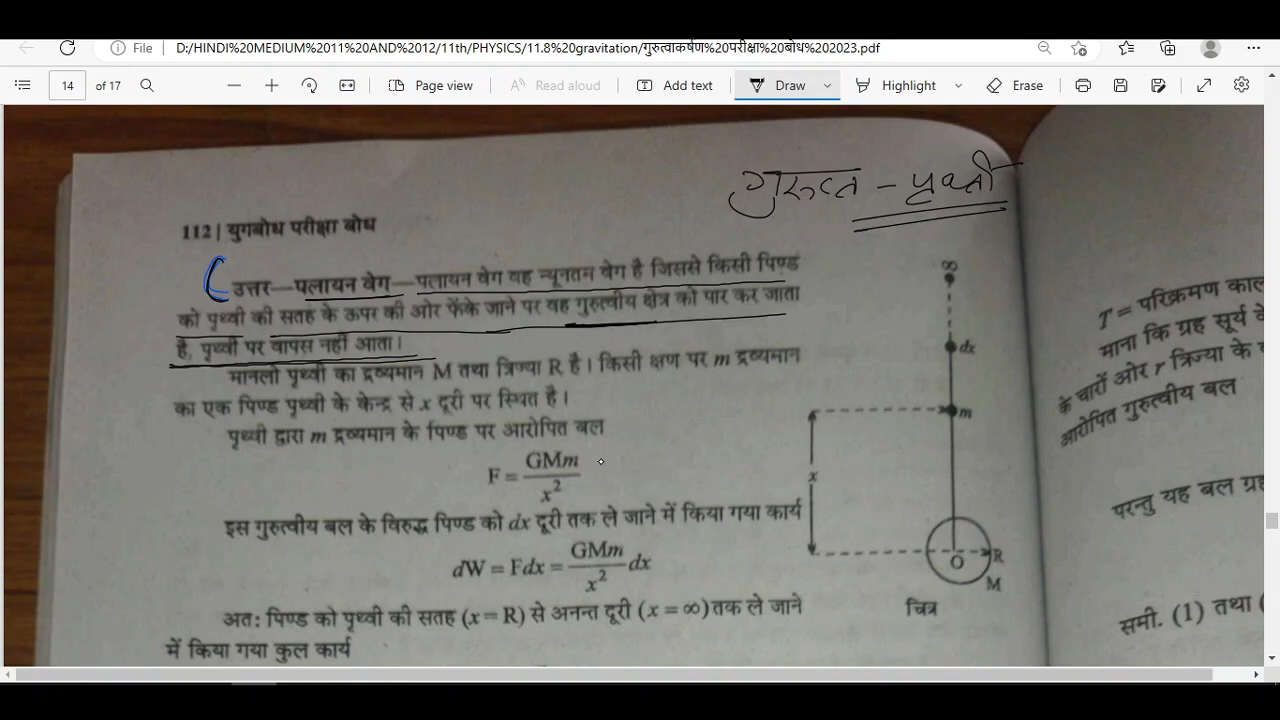 File
D:/HINDI%20MEDIUM%2011%20AND%2012/11th/PHYSICS/11.8%20gravitation/गुरुत्वाकर्षण%20परीक्षा%20बोध%202023.pdf
14 of 17
Page view
Read aloud
Add text
Draw
Highlight
Erase
गुरुत्व - पृथ्वी
112 | युगबोध परीक्षा बोध
उत्तर—पलायन वेग—पलायन वेग वह न्यूनतम वेग है जिससे किसी पिण्ड
को पृथ्वी की सतह के ऊपर की ओर फेंके जाने पर वह गुरुत्वीय क्षेत्र को पार कर जाता
है, पृथ्वी पर वापस नहीं आता।
मानलो पृथ्वी का द्रव्यमान M तथा त्रिज्या R है। किसी क्षण पर m द्रव्यमान
का एक पिण्ड पृथ्वी के केन्द्र से x दूरी पर स्थित है।
पृथ्वी द्वारा m द्रव्यमान के पिण्ड पर आरोपित बल
F = GMm/x²
इस गुरुत्वीय बल के विरुद्ध पिण्ड को dx दूरी तक ले जाने में किया गया कार्य
dW = Fdx = GMm/x² dx
अतः पिण्ड को पृथ्वी की सतह (x = R) से अनन्त दूरी (x = ∞) तक ले जाने
में किया गया कुल कार्य
∞
dx
m
x
O
R
M
चित्र
T = परिक्रमण काल
माना कि ग्रह सूर्य के
के चारों ओर r त्रिज्या के
आरोपित गुरुत्वीय बल
परन्तु यह बल ग्रह
समी. (1) तथा (